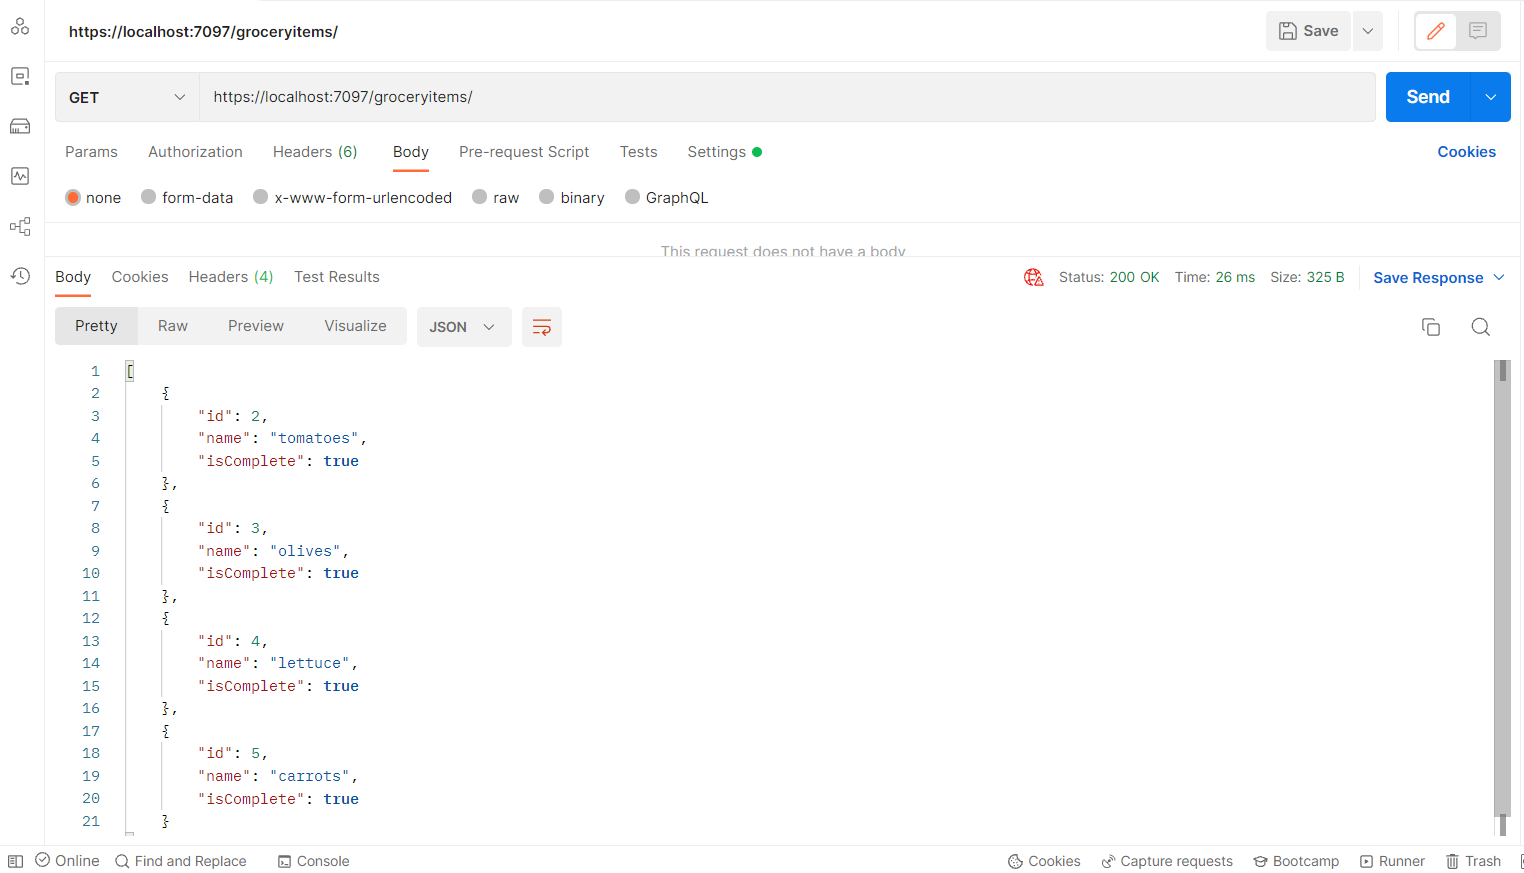 https://localhost:7097/groceryitems/
Save
GET
https://localhost:7097/groceryitems/
Send
Params Authorization Headers (6) Body Pre-request Script Tests Settings Cookies
none form-data x-www-form-urlencoded raw binary GraphQL
This request does not have a body
Body Cookies Headers (4) Test Results Status: 200 OK Time: 26 ms Size: 325 B Save Response
Pretty Raw Preview Visualize JSON
1 [
2 {
3 "id": 2,
4 "name": "tomatoes",
5 "isComplete": true
6 },
7 {
8 "id": 3,
9 "name": "olives",
10 "isComplete": true
11 },
12 {
13 "id": 4,
14 "name": "lettuce",
15 "isComplete": true
16 },
17 {
18 "id": 5,
19 "name": "carrots",
20 "isComplete": true
21 }
Online Find and Replace Console Cookies Capture requests Bootcamp Runner Trash